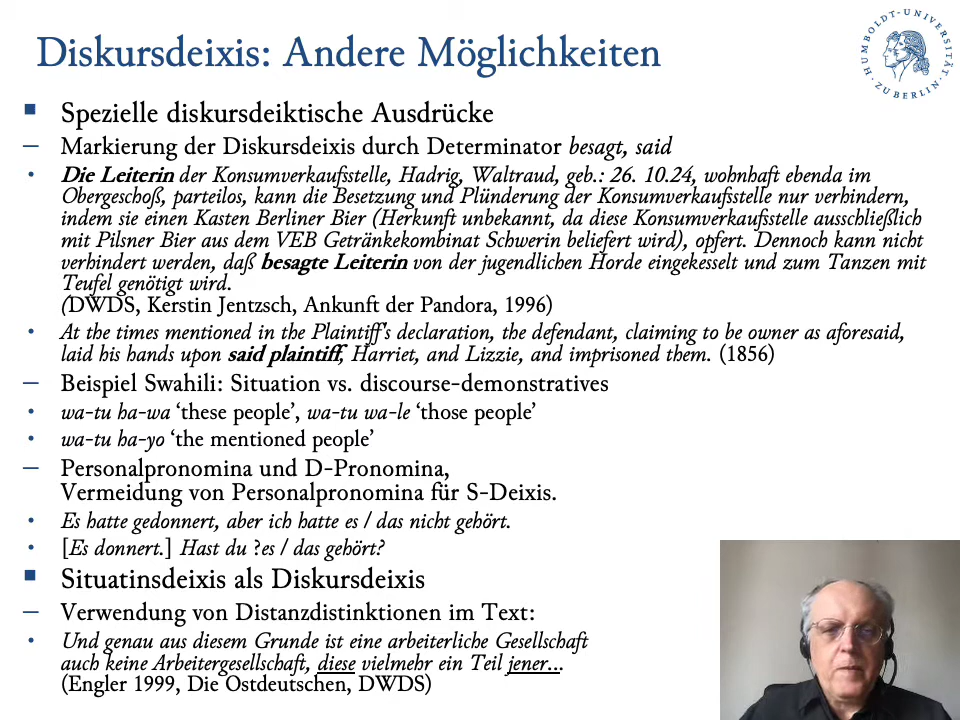 Diskursdeixis: Andere Möglichkeiten
HUMBOLDT-UNIVERSITÄT
ZU BERLIN
Spezielle diskursdeiktische Ausdrücke
– Markierung der Diskursdeixis durch Determinator besagt, said
• Die Leiterin der Konsumverkaufsstelle, Hadrig, Waltraud, geb.: 26. 10.24, wohnhaft ebenda im
Obergeschoß, parteilos, kann die Besetzung und Plünderung der Konsumverkaufsstelle nur verhindern,
indem sie einen Kasten Berliner Bier (Herkunft unbekannt, da diese Konsumverkaufsstelle ausschließlich
mit Pilsner Bier aus dem VEB Getränkekombinat Schwerin beliefert wird), opfert. Dennoch kann nicht
verhindert werden, daß besagte Leiterin von der jugendlichen Horde eingekesselt und zum Tanzen mit
Teufel genötigt wird.
(DWDS, Kerstin Jentzsch, Ankunft der Pandora, 1996)
• At the times mentioned in the Plaintiff's declaration, the defendant, claiming to be owner as aforesaid,
laid his hands upon said plaintiff, Harriet, and Lizzie, and imprisoned them. (1856)
– Beispiel Swahili: Situation vs. discourse-demonstratives
• wa-tu ha-wa ‘these people’, wa-tu wa-le ‘those people’
• wa-tu ha-yo ‘the mentioned people’
– Personalpronomina und D-Pronomina,
Vermeidung von Personalpronomina für S-Deixis.
• Es hatte gedonnert, aber ich hatte es / das nicht gehört.
• [Es donnert.] Hast du ?es / das gehört?
Situatinsdeixis als Diskursdeixis
– Verwendung von Distanzdistinktionen im Text:
• Und genau aus diesem Grunde ist eine arbeiterliche Gesellschaft
auch keine Arbeitergesellschaft, diese vielmehr ein Teil jener...
(Engler 1999, Die Ostdeutschen, DWDS)